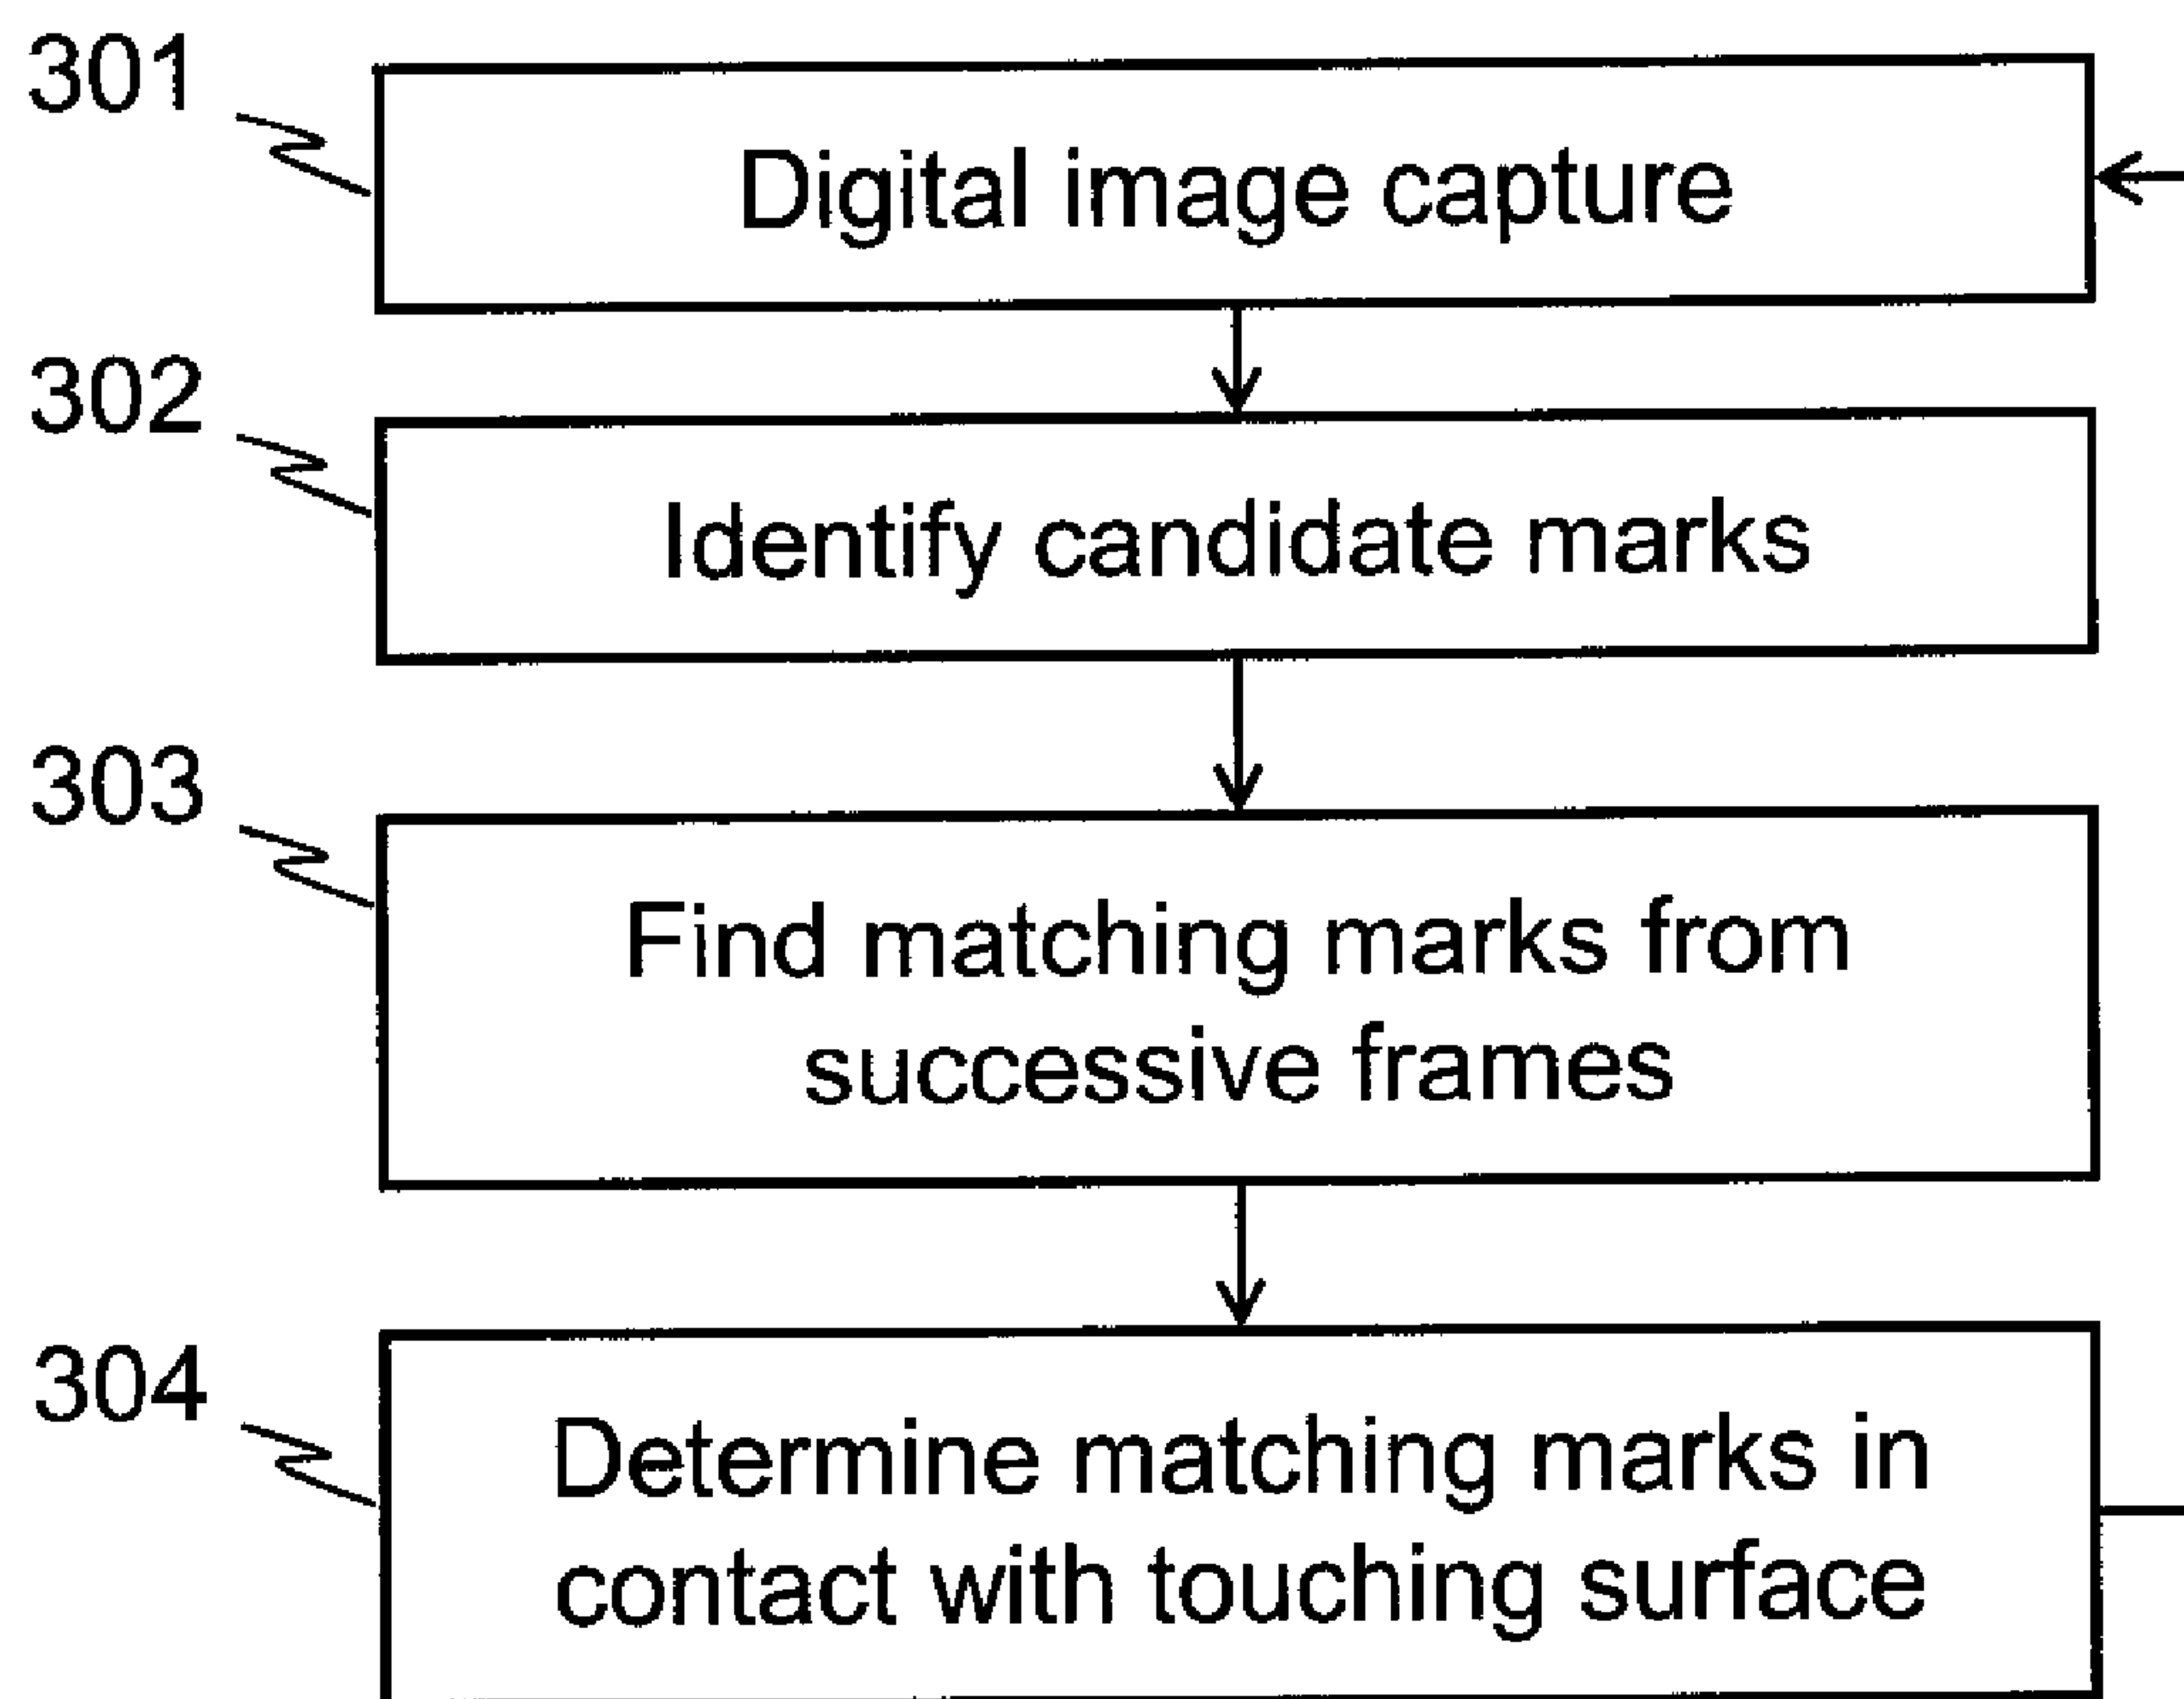 301
Digital image capture
302
Identify candidate marks
303
Find matching marks from
successive frames
304
Determine matching marks in
contact with touching surface